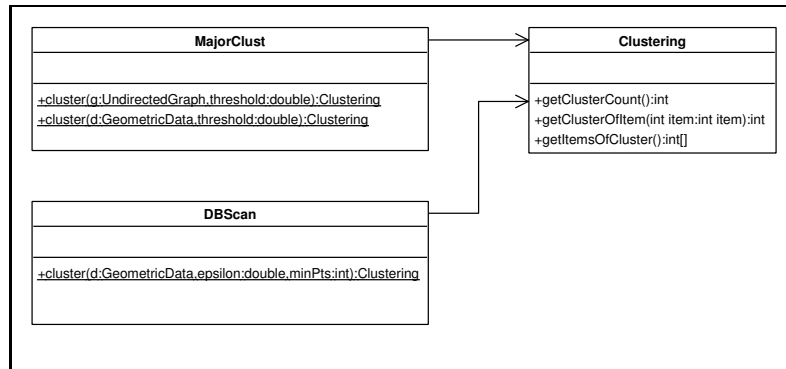 MajorClust
+cluster(g:UndirectedGraph,threshold:double):Clustering
+cluster(d:GeometricData,threshold:double):Clustering
Clustering
+getClusterCount():int
+getClusterOfItem(int item:int item):int
+getItemsOfCluster():int[]
DBScan
+cluster(d:GeometricData,epsilon:double,minPts:int):Clustering